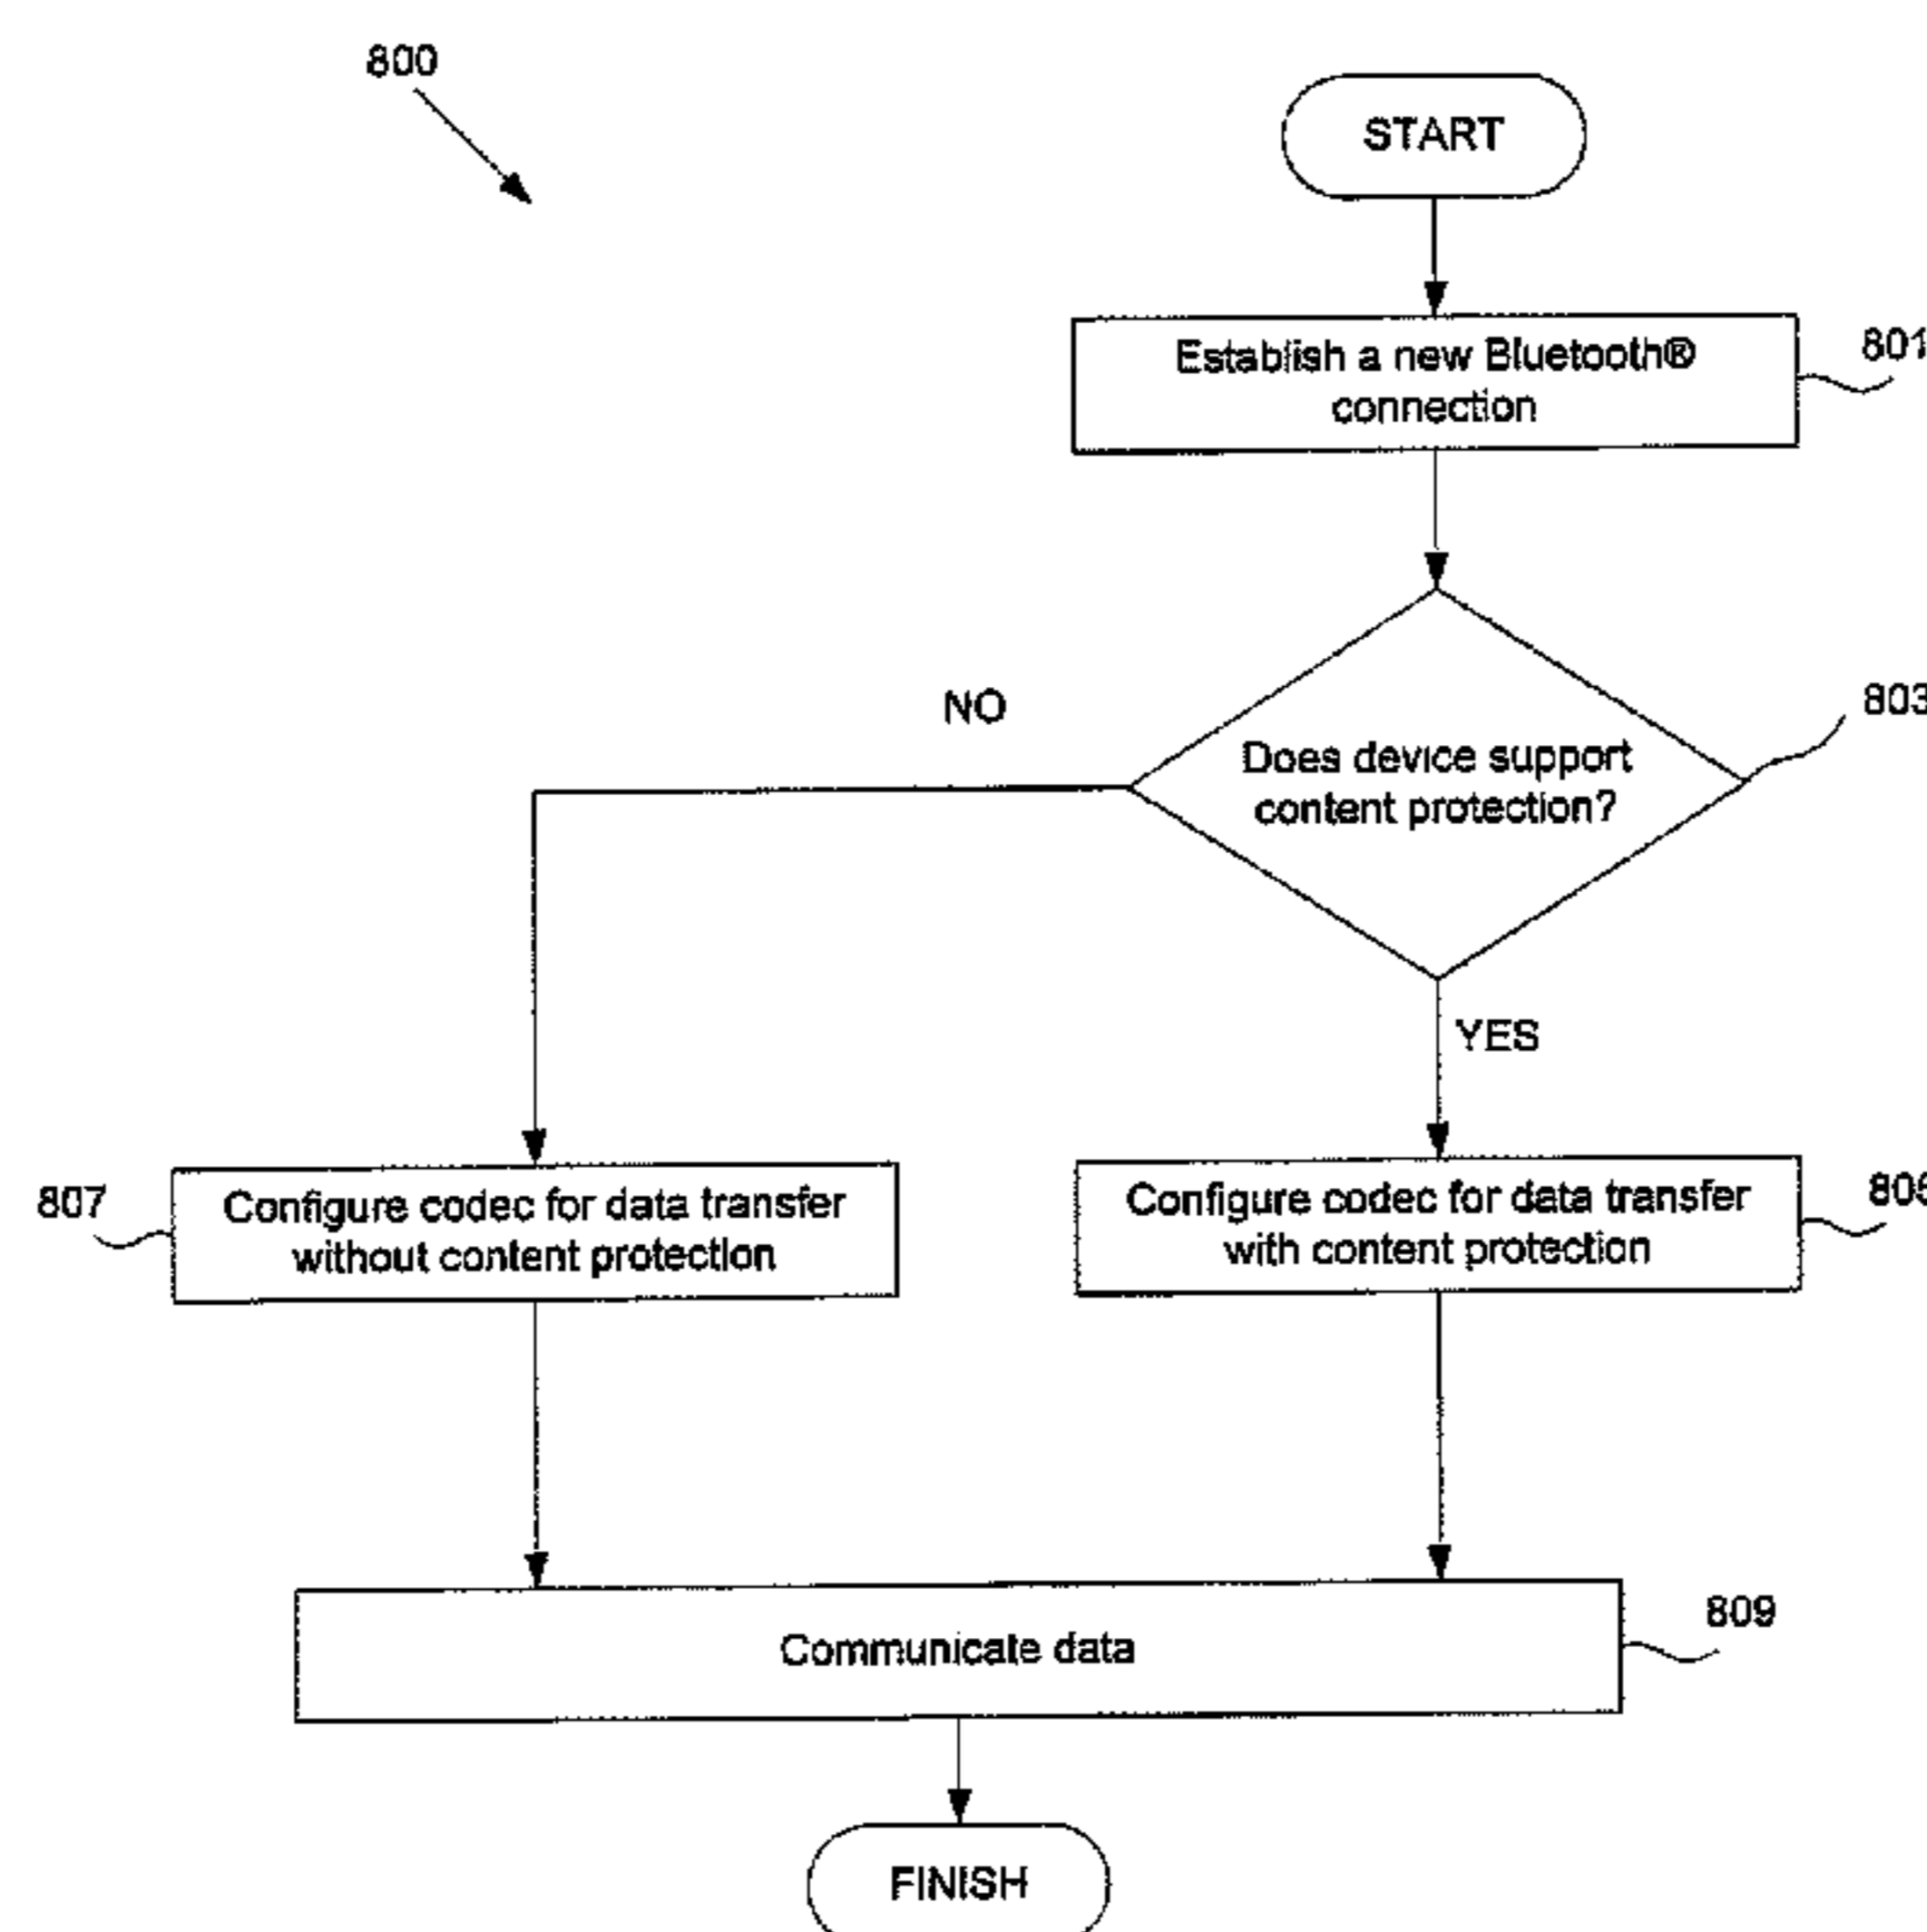 800
START
Establish a new Bluetooth®
connection
801
Does device support
content protection?
803
NO
YES
807
Configure codec for data transfer
without content protection
Configure codec for data transfer
with content protection
Communicate data
809
FINISH